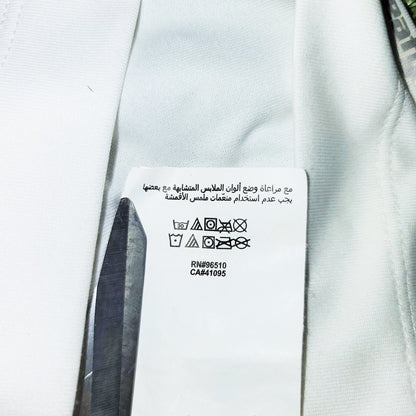 مع مراعاة وضع ألوان الملابس المتشابهة مع بعضها
يجب عدم استخدام منعمات ملمس الأقمشة
RN#96510
CA#41095